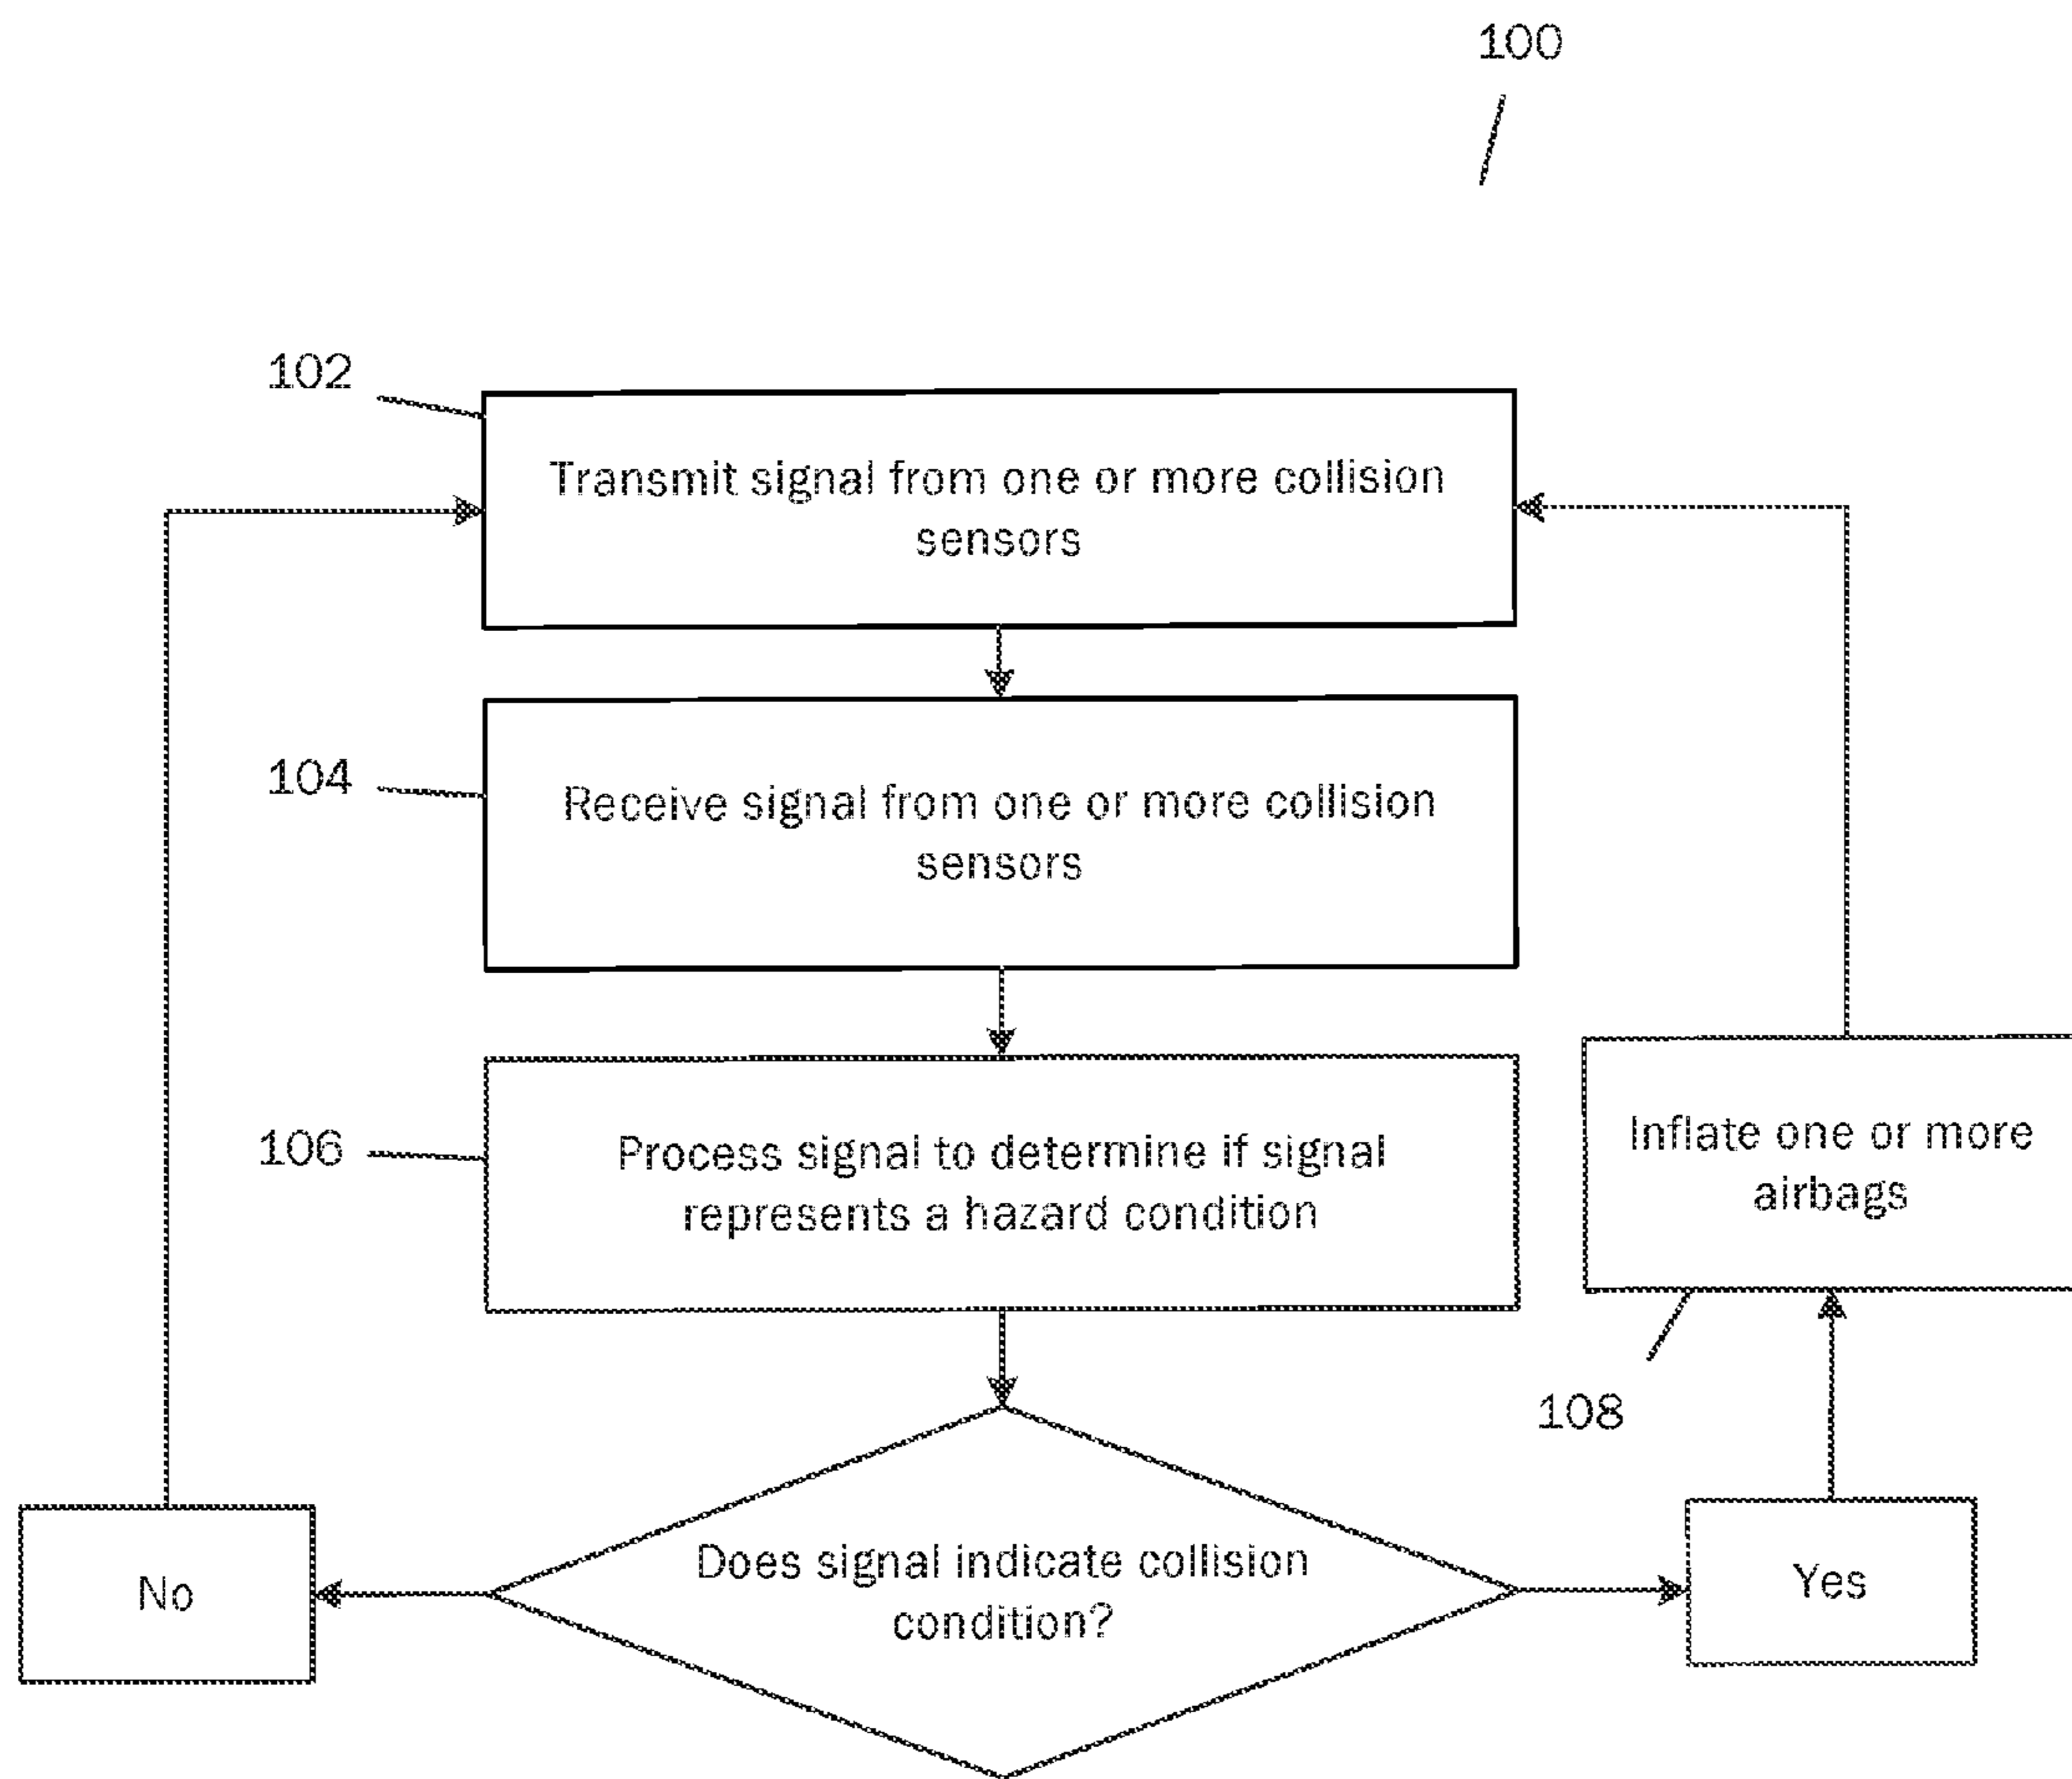 100
102
Transmit signal from one or more collision
sensors
104
Receive signal from one or more collision
sensors
106
Process signal to determine if signal
represents a hazard condition
Inflate one or more
airbags
108
Does signal indicate collision
condition?
No
Yes